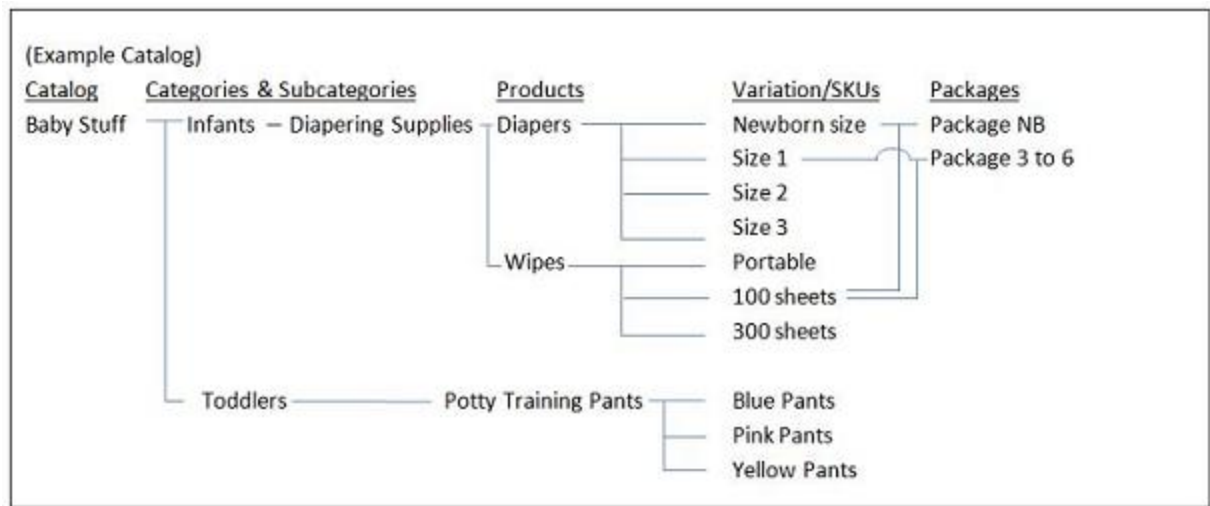 (Example Catalog)
Catalog Categories & Subcategories Products Variation/SKUs Packages
Baby Stuff Infants Diapering Supplies Diapers Newborn size Package NB
Size 1 Package 3 to 6
Size 2
Size 3
Wipes Portable
100 sheets
300 sheets
Toddlers Potty Training Pants Blue Pants
Pink Pants
Yellow Pants